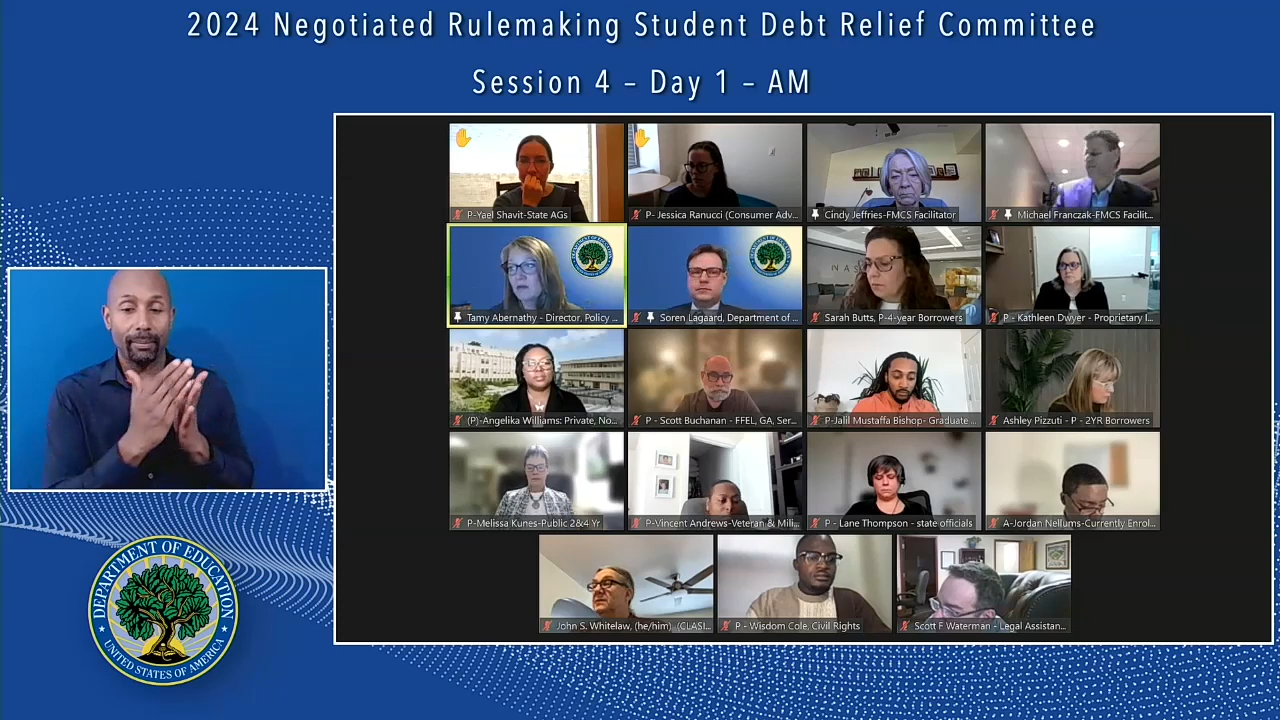 2024 Negotiated Rulemaking Student Debt Relief Committee
Session 4 – Day 1 – AM
P-Yael Shavit-State AGs
P- Jessica Ranucci (Consumer Adv...
Cindy Jeffries-FMCS Facilitator
Michael Franczak-FMCS Facilit...
Tamy Abernathy - Director, Policy ...
Soren Lagaard, Department of ...
NAS
Sarah Butts, P-4-year Borrowers
P - Kathleen Dwyer - Proprietary I...
(P)-Angelika Williams: Private, No...
P - Scott Buchanan - FFEL, GA, Ser...
P-Jalil Mustaffa Bishop- Graduate ...
Ashley Pizzuti - P - 2YR Borrowers
P-Melissa Kunes-Public 2&4 Yr
P-Vincent Andrews-Veteran & Mili...
P - Lane Thompson - state officials
A-Jordan Nellums-Currently Enrol...
John S. Whitelaw, (he/him) (CLASI...
P - Wisdom Cole, Civil Rights
Scott F Waterman - Legal Assistan...
DEPARTMENT OF EDUCATION
UNITED STATES OF AMERICA